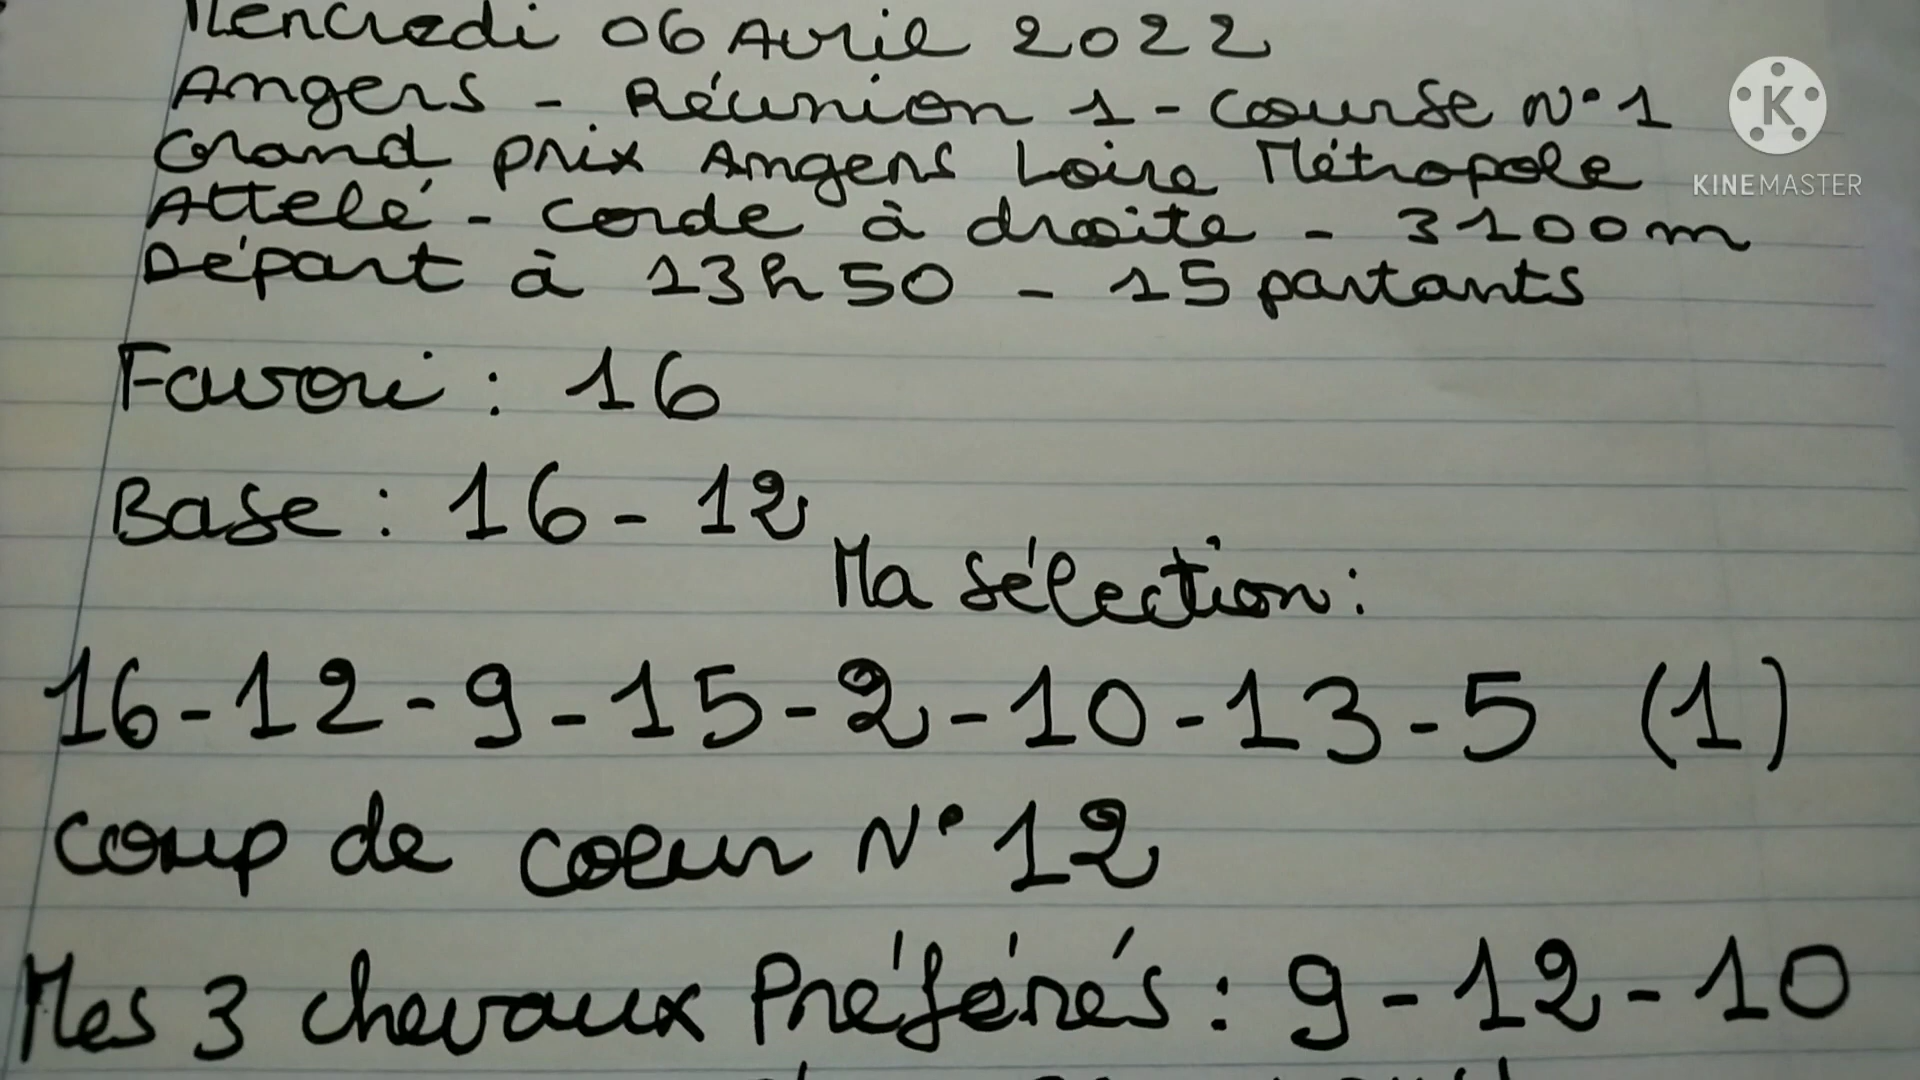 Mercredi 06 Avril 2022
Angers - Réunion 1 - Course N°1
Grand prix Angers Loire Métropole
Attelé - Corde à droite - 3100m
Départ à 13h50 - 15 partants
KINEMASTER
Favori : 16
Base : 16 - 12
Ma sélection :
16 - 12 - 9 - 15 - 2 - 10 - 13 - 5 (1)
Coup de coeur N° 12
Mes 3 chevaux Préférés : 9 - 12 - 10